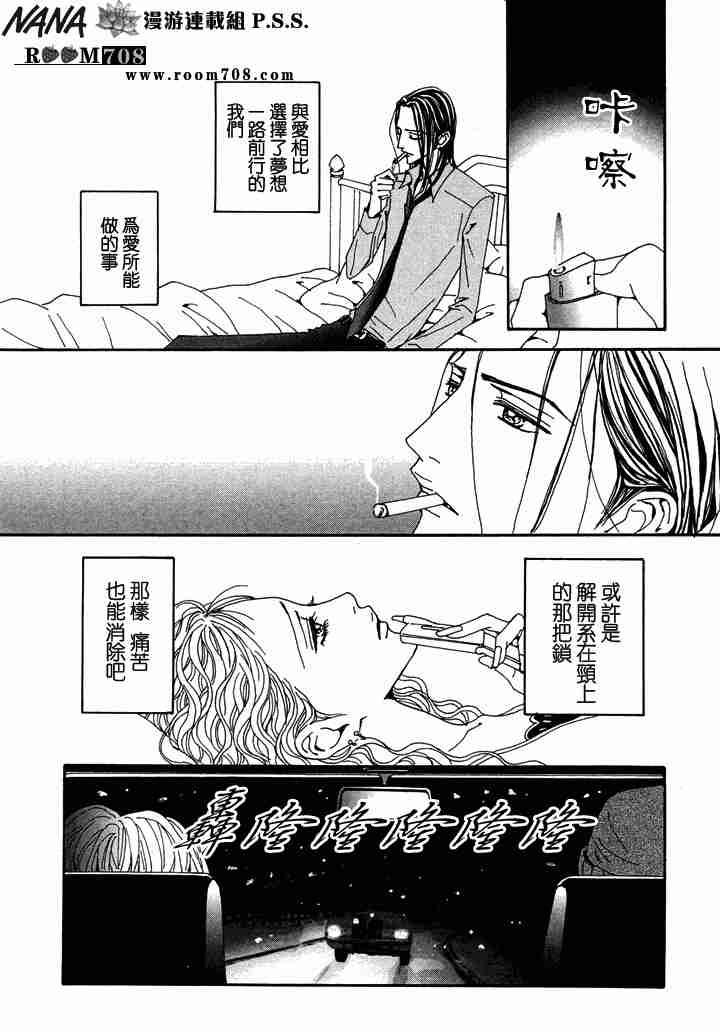 NANA 漫游連載組 P.S.S.
ROOM708
www.room708.com
咔嚓
與愛相比
選擇了夢想
一路前行的
我們
爲愛所能
做的事
或許是
解開系在頸上
的那把鎖
那樣 痛苦
也能消除吧
轟隆隆隆隆隆